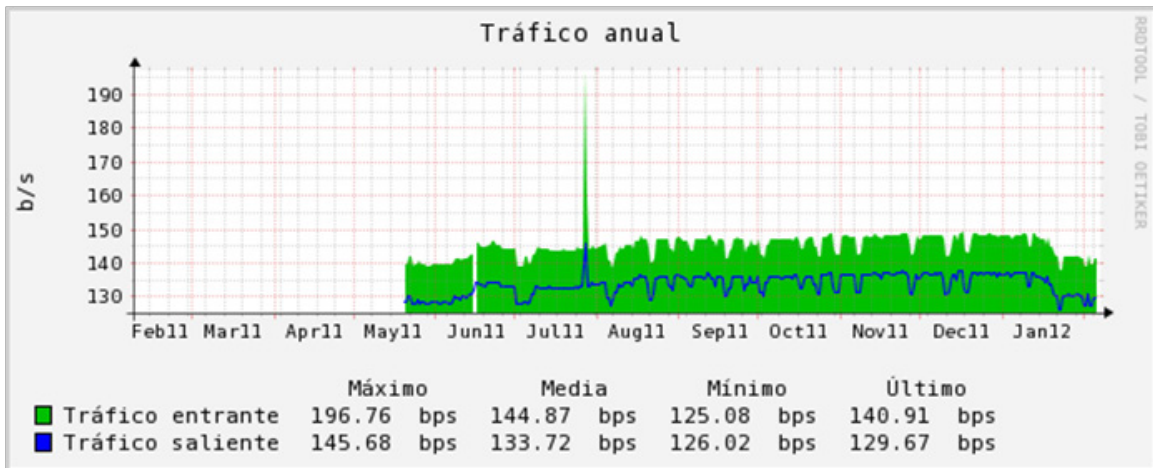 Tráfico anual
RRDTOOL / TOBI OETIKER
b/s
190
180
170
160
150
140
130
Feb11 Mar11 Apr11 May11 Jun11 Jul11 Aug11 Sep11 Oct11 Nov11 Dec11 Jan12
Máximo Media Mínimo Último
Tráfico entrante 196.76 bps 144.87 bps 125.08 bps 140.91 bps
Tráfico saliente 145.68 bps 133.72 bps 126.02 bps 129.67 bps